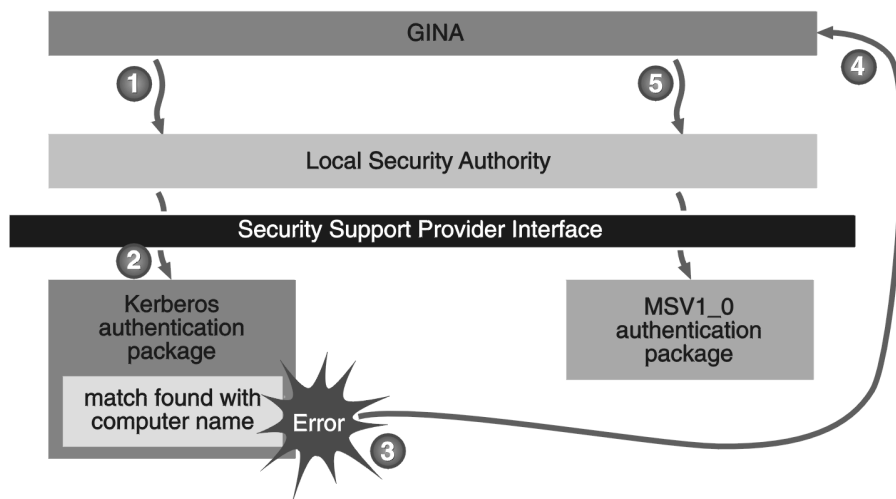 GINA
1
5
4
Local Security Authority
Security Support Provider Interface
2
Kerberos
authentication
package
MSV1_0
authentication
package
match found with
computer name
Error
3